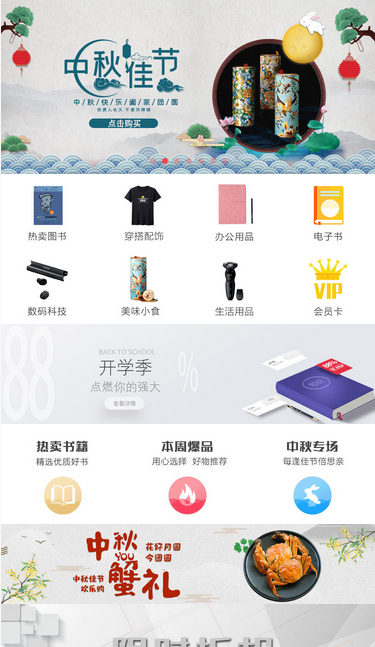 中秋佳节
中/秋/快/乐/阖/家/团/圆
但愿人长久 千里共婵娟
点击购买
热卖图书
穿搭配饰
办公用品
电子书
VIP
数码科技
美味小食
生活用品
会员卡
88 %
BACK TO SCHOOL
开学季
点燃你的强大
查看详情
热卖书籍
本周爆品
中秋专场
精选优质好书
用心选择 好物推荐
每逢佳节倍思亲
中秋
YOU
蟹礼
花好月圆
今团圆
中秋佳节
欢乐购